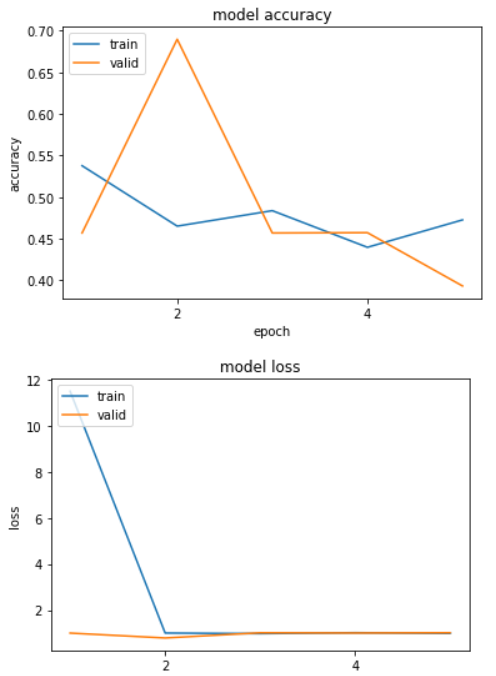 model accuracy
0.70
0.65
0.60
0.55
0.50
0.45
0.40
accuracy
train
valid
2
4
epoch
model loss
12
10
8
6
4
2
loss
train
valid
2
4